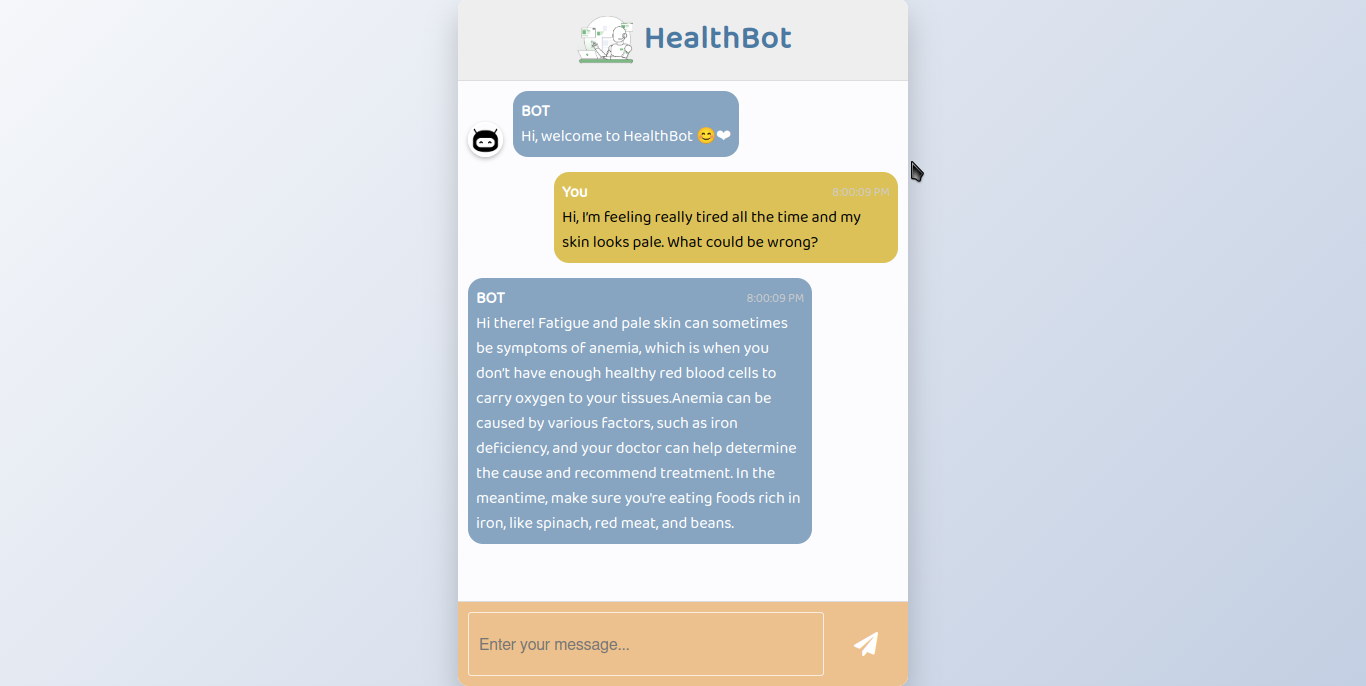 HealthBot
BOT
Hi, welcome to HealthBot 😊❤
You 8:00:09 PM
Hi, I'm feeling really tired all the time and my
skin looks pale. What could be wrong?
BOT 8:00:09 PM
Hi there! Fatigue and pale skin can sometimes
be symptoms of anemia, which is when you
don't have enough healthy red blood cells to
carry oxygen to your tissues.Anemia can be
caused by various factors, such as iron
deficiency, and your doctor can help determine
the cause and recommend treatment. In the
meantime, make sure you're eating foods rich in
iron, like spinach, red meat, and beans.
Enter your message...